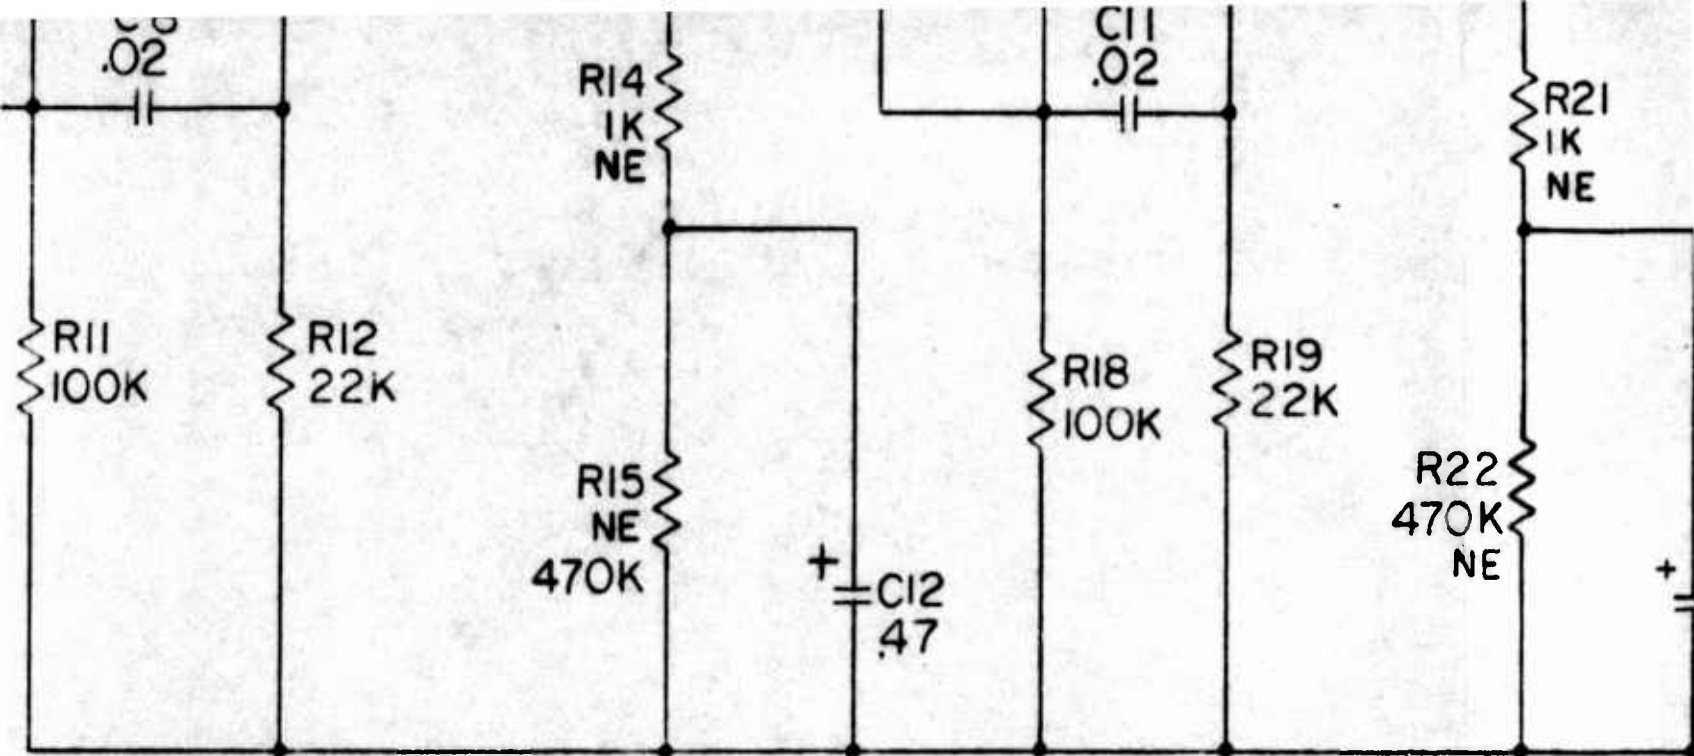 .02
R14
1K
NE
C11
.02
R21
1K
NE
R11
100K
R12
22K
R18
100K
R19
22K
R15
NE
470K
+
C12
.47
R22
470K
NE
+